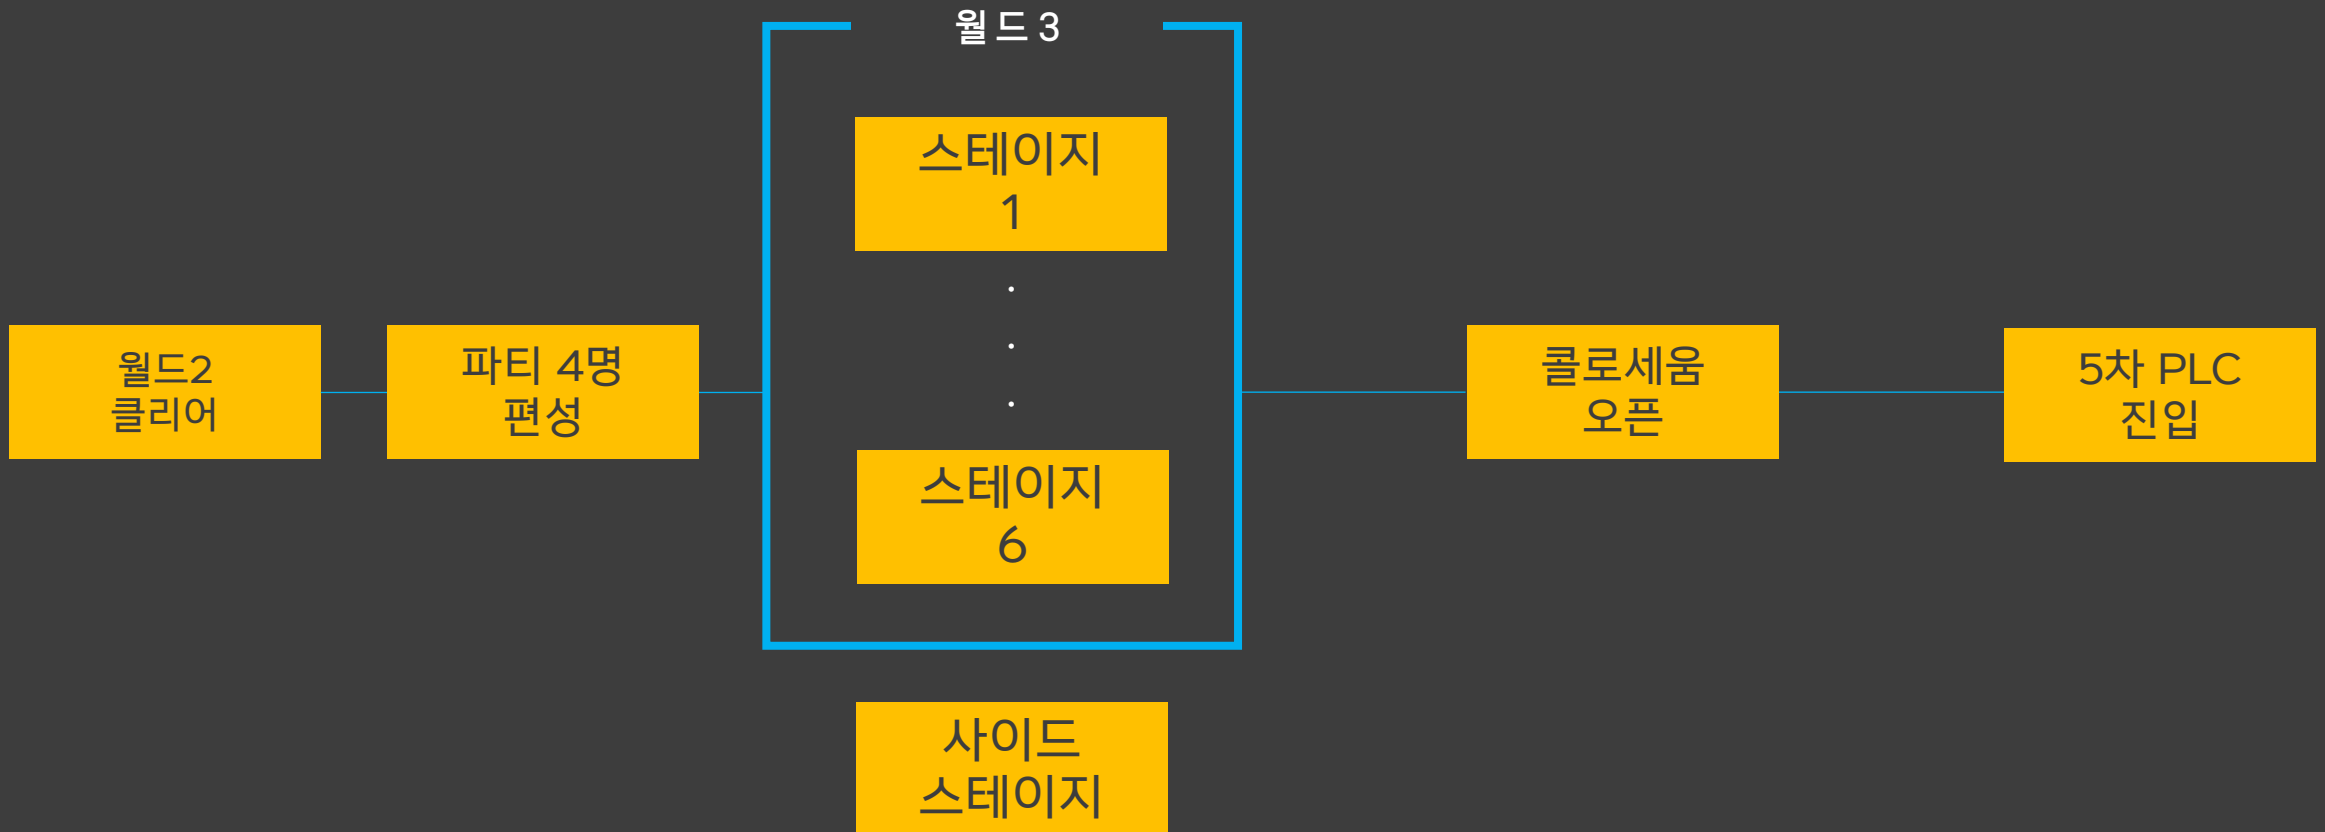 월드 3
스테이지
1
.
.
.
스테이지
6
월드2
클리어
파티 4명
편성
콜로세움
오픈
5차 PLC
진입
사이드
스테이지